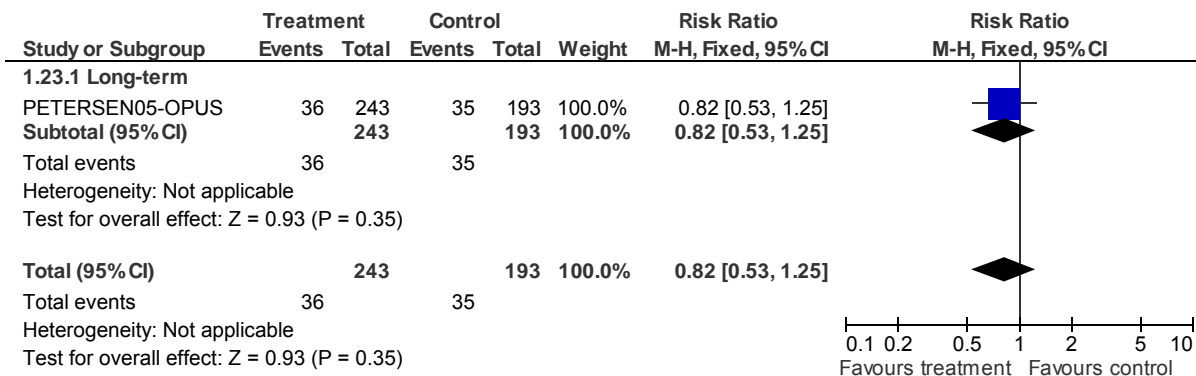 Treatment Control Risk Ratio Risk Ratio
Study or Subgroup Events Total Events Total Weight M-H, Fixed, 95% CI M-H, Fixed, 95% CI
1.23.1 Long-term
PETERSEN05-OPUS 36 243 35 193 100.0% 0.82 [0.53, 1.25]
Subtotal (95% CI) 243 193 100.0% 0.82 [0.53, 1.25]
Total events 36 35
Heterogeneity: Not applicable
Test for overall effect: Z = 0.93 (P = 0.35)
Total (95% CI) 243 193 100.0% 0.82 [0.53, 1.25]
Total events 36 35
Heterogeneity: Not applicable
Test for overall effect: Z = 0.93 (P = 0.35)
0.1 0.2 0.5 1 2 5 10
Favours treatment Favours control